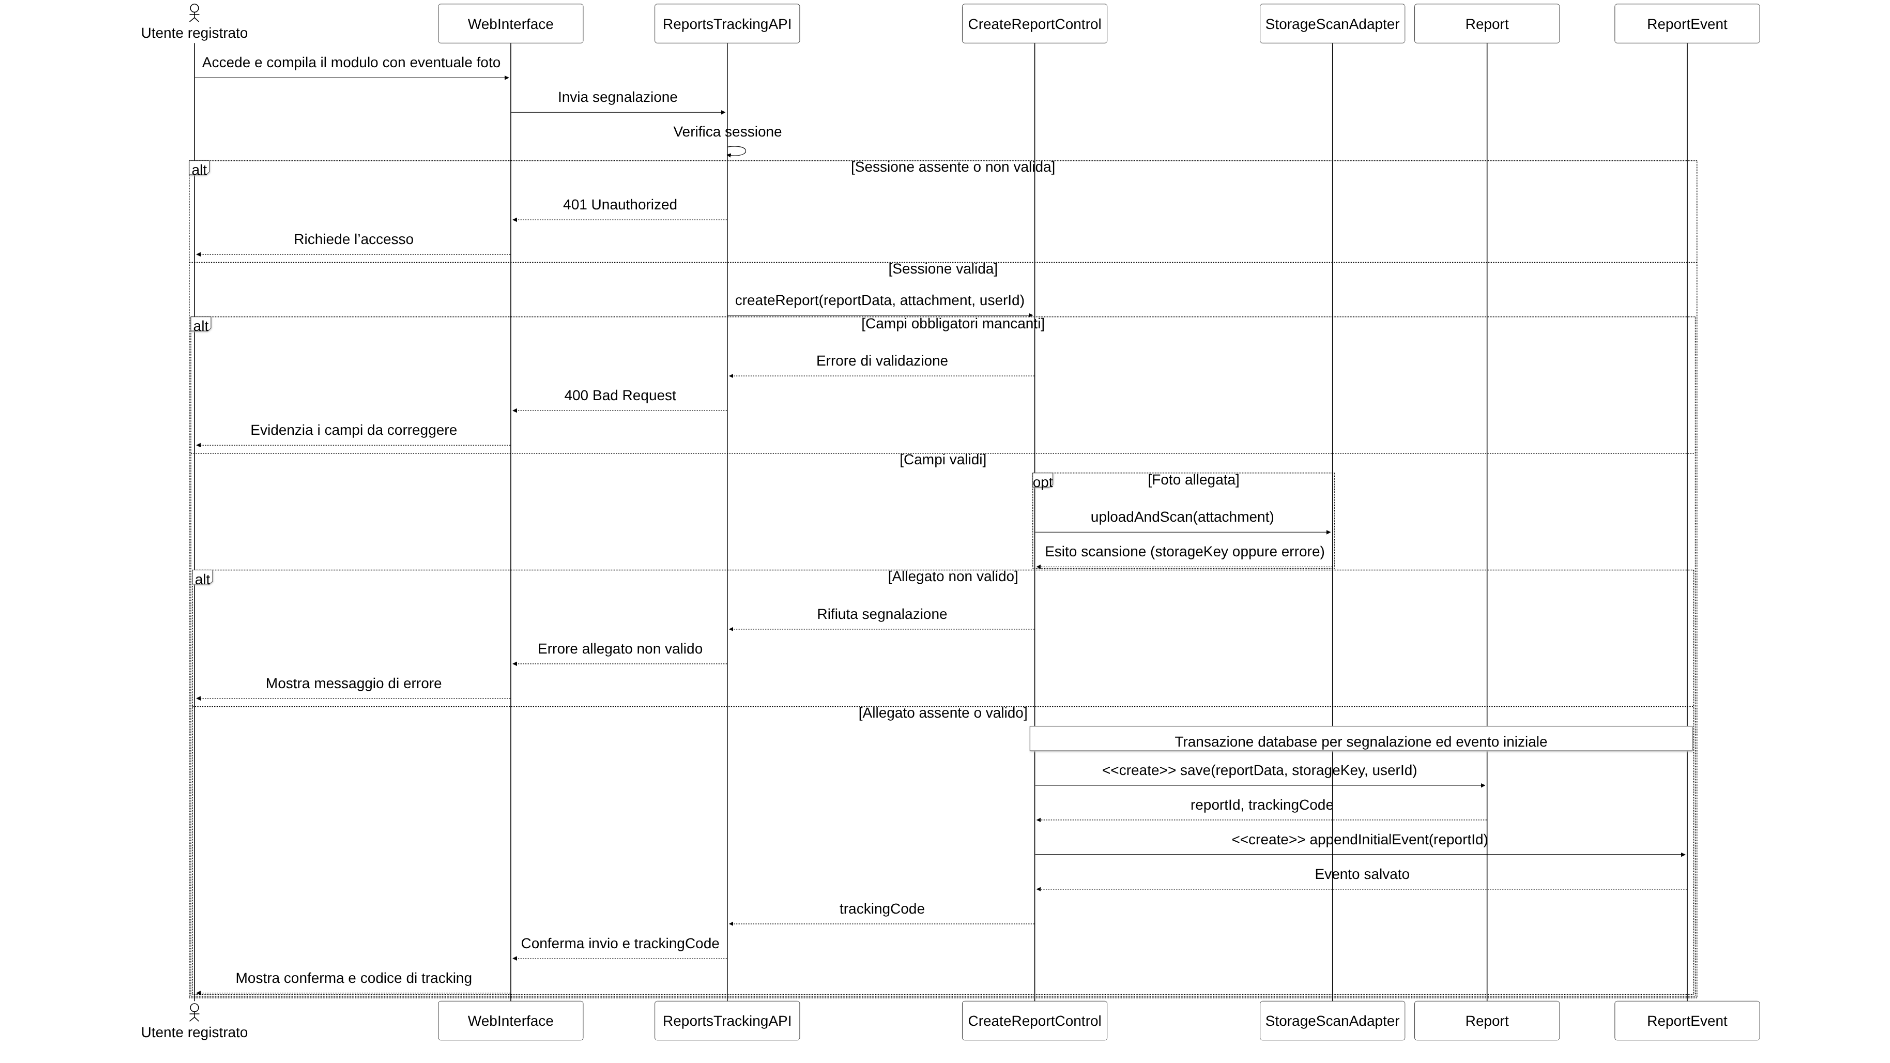 Utente registrato
WebInterface
ReportsTrackingAPI
CreateReportControl
StorageScanAdapter
Report
ReportEvent
Accede e compila il modulo con eventuale foto
Invia segnalazione
Verifica sessione
alt
[Sessione assente o non valida]
401 Unauthorized
Richiede l’accesso
[Sessione valida]
createReport(reportData, attachment, userId)
alt
[Campi obbligatori mancanti]
Errore di validazione
400 Bad Request
Evidenzia i campi da correggere
[Campi validi]
opt
[Foto allegata]
uploadAndScan(attachment)
Esito scansione (storageKey oppure errore)
alt
[Allegato non valido]
Rifiuta segnalazione
Errore allegato non valido
Mostra messaggio di errore
[Allegato assente o valido]
Transazione database per segnalazione ed evento iniziale
<<create>> save(reportData, storageKey, userId)
reportId, trackingCode
<<create>> appendInitialEvent(reportId)
Evento salvato
trackingCode
Conferma invio e trackingCode
Mostra conferma e codice di tracking
Utente registrato
WebInterface
ReportsTrackingAPI
CreateReportControl
StorageScanAdapter
Report
ReportEvent